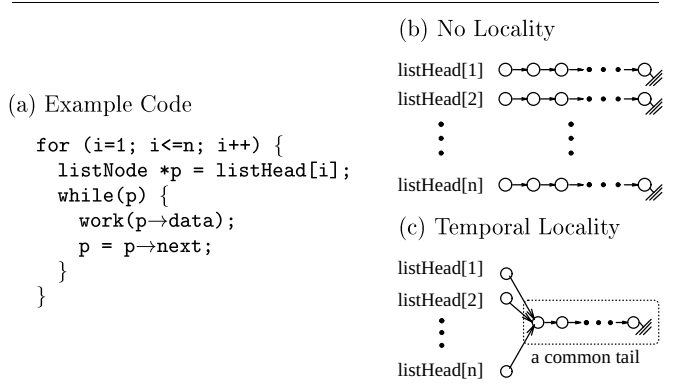 (a) Example Code
for (i=1; i<=n; i++) {
listNode *p = listHead[i];
while(p) {
work(p→data);
p = p→next;
}
}
(b) No Locality
listHead[1]
listHead[2]
listHead[n]
(c) Temporal Locality
listHead[1]
listHead[2]
listHead[n]
a common tail